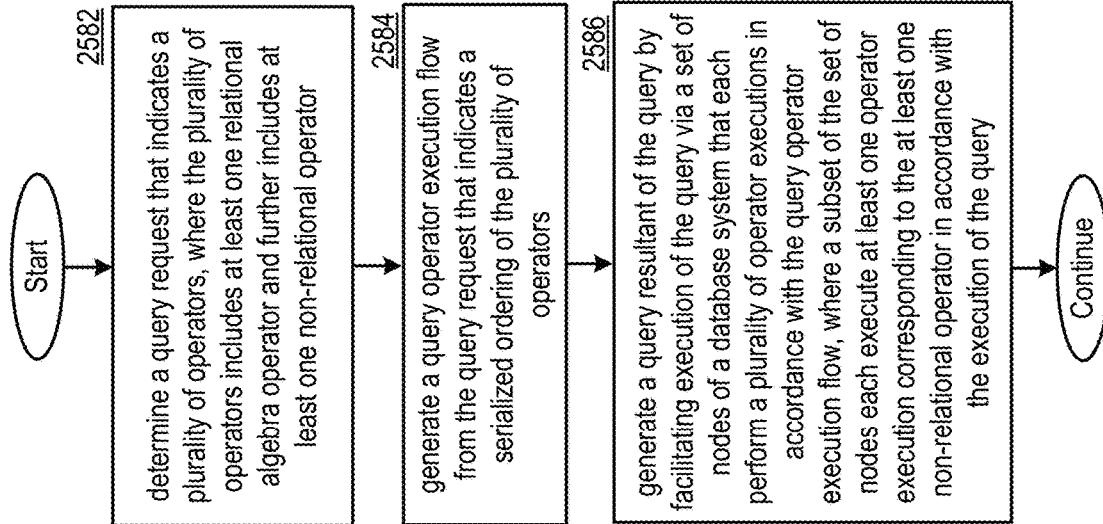 Start
2582
determine a query request that indicates a
plurality of operators, where the plurality of
operators includes at least one relational
algebra operator and further includes at
least one non-relational operator
2584
generate a query operator execution flow
from the query request that indicates a
serialized ordering of the plurality of
operators
2586
generate a query resultant of the query by
facilitating execution of the query via a set of
nodes of a database system that each
perform a plurality of operator executions in
accordance with the query operator
execution flow, where a subset of the set of
nodes each execute at least one operator
execution corresponding to the at least one
non-relational operator in accordance with
the execution of the query
Continue